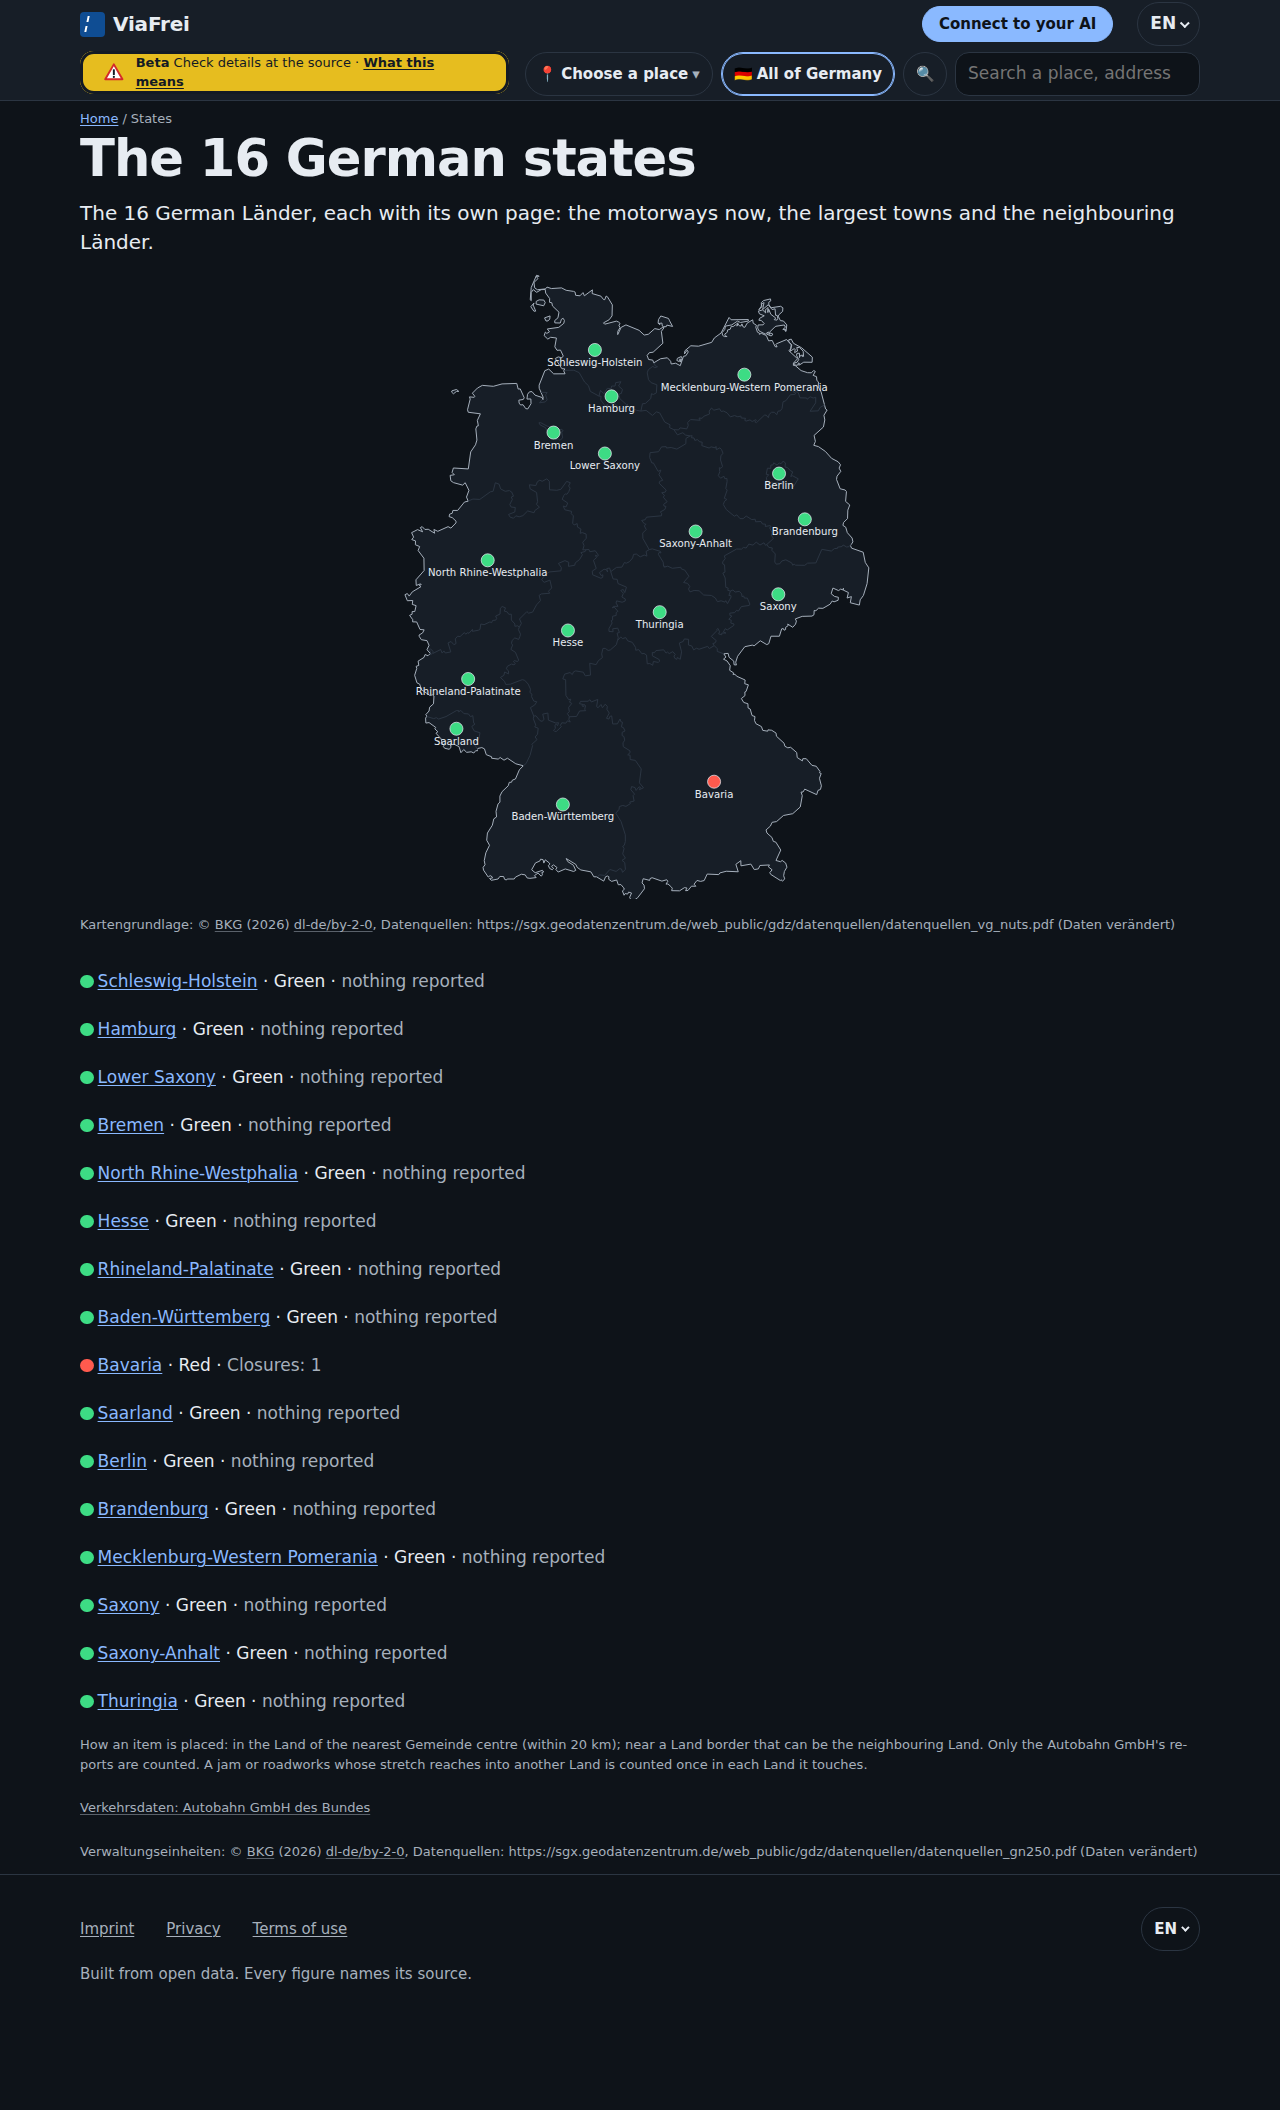 ViaFrei
Connect to your AI
EN
Beta Check details at the source · What this
means
Choose a place ▾
All of Germany
Search a place, address
Home / States
The 16 German states
The 16 German Länder, each with its own page: the motorways now, the largest towns and the neighbouring
Länder.
Schleswig-Holstein
Mecklenburg-Western Pomerania
Hamburg
Bremen
Lower Saxony
Berlin
Brandenburg
Saxony-Anhalt
North Rhine-Westphalia
Saxony
Thuringia
Hesse
Rhineland-Palatinate
Saarland
Bavaria
Baden-Württemberg
Kartengrundlage: © BKG (2026) dl-de/by-2-0, Datenquellen: https://sgx.geodatenzentrum.de/web_public/gdz/datenquellen/datenquellen_vg_nuts.pdf (Daten verändert)
Schleswig-Holstein · Green · nothing reported
Hamburg · Green · nothing reported
Lower Saxony · Green · nothing reported
Bremen · Green · nothing reported
North Rhine-Westphalia · Green · nothing reported
Hesse · Green · nothing reported
Rhineland-Palatinate · Green · nothing reported
Baden-Württemberg · Green · nothing reported
Bavaria · Red · Closures: 1
Saarland · Green · nothing reported
Berlin · Green · nothing reported
Brandenburg · Green · nothing reported
Mecklenburg-Western Pomerania · Green · nothing reported
Saxony · Green · nothing reported
Saxony-Anhalt · Green · nothing reported
Thuringia · Green · nothing reported
How an item is placed: in the Land of the nearest Gemeinde centre (within 20 km); near a Land border that can be the neighbouring Land. Only the Autobahn GmbH's re-
ports are counted. A jam or roadworks whose stretch reaches into another Land is counted once in each Land it touches.
Verkehrsdaten: Autobahn GmbH des Bundes
Verwaltungseinheiten: © BKG (2026) dl-de/by-2-0, Datenquellen: https://sgx.geodatenzentrum.de/web_public/gdz/datenquellen/datenquellen_gn250.pdf (Daten verändert)
Imprint
Privacy
Terms of use
EN
Built from open data. Every figure names its source.